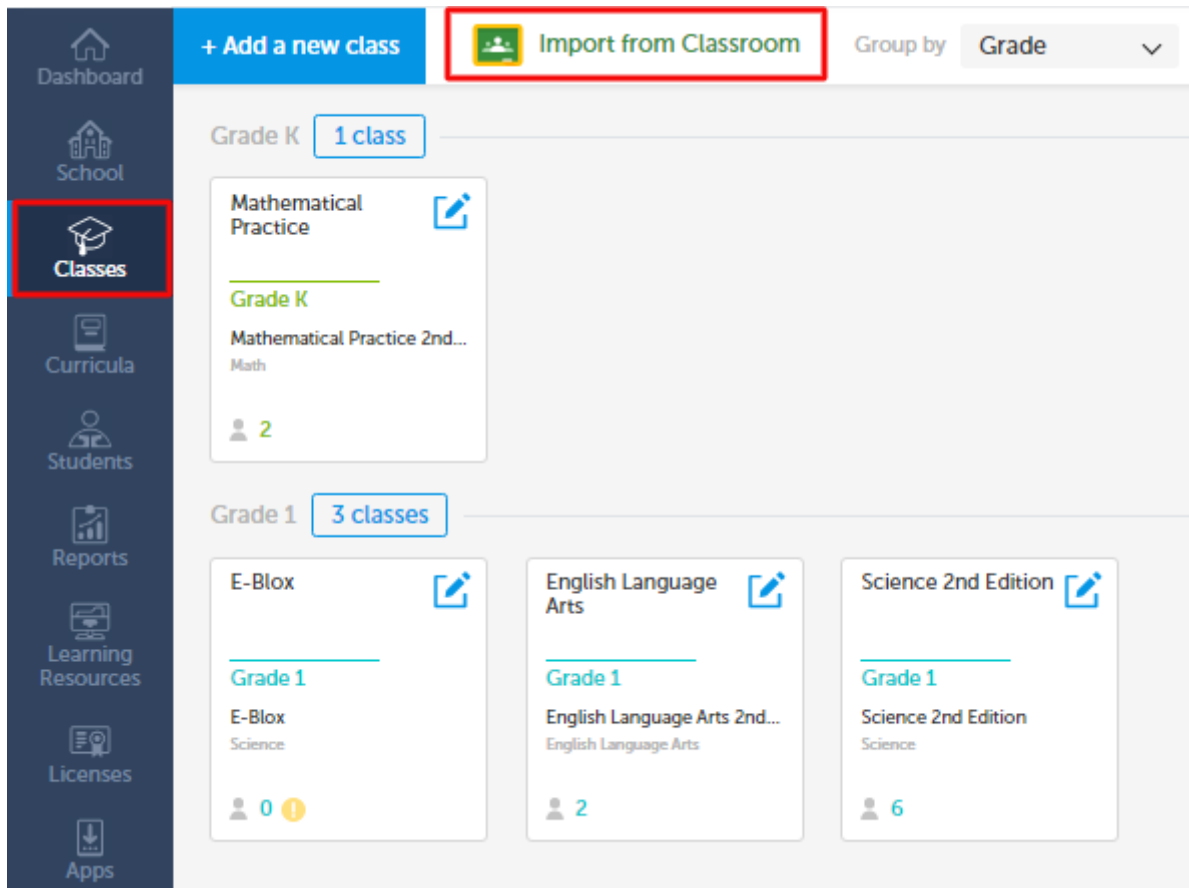 Dashboard
School
Classes
Curricula
Students
Reports
Learning
Resources
Licenses
Apps
+ Add a new class
Import from Classroom
Group by
Grade
Grade K
1 class
Mathematical
Practice
Grade K
Mathematical Practice 2nd...
Math
2
Grade 1
3 classes
E-Blox
Grade 1
E-Blox
Science
0
English Language
Arts
Grade 1
English Language Arts 2nd...
English Language Arts
2
Science 2nd Edition
Grade 1
Science 2nd Edition
Science
6